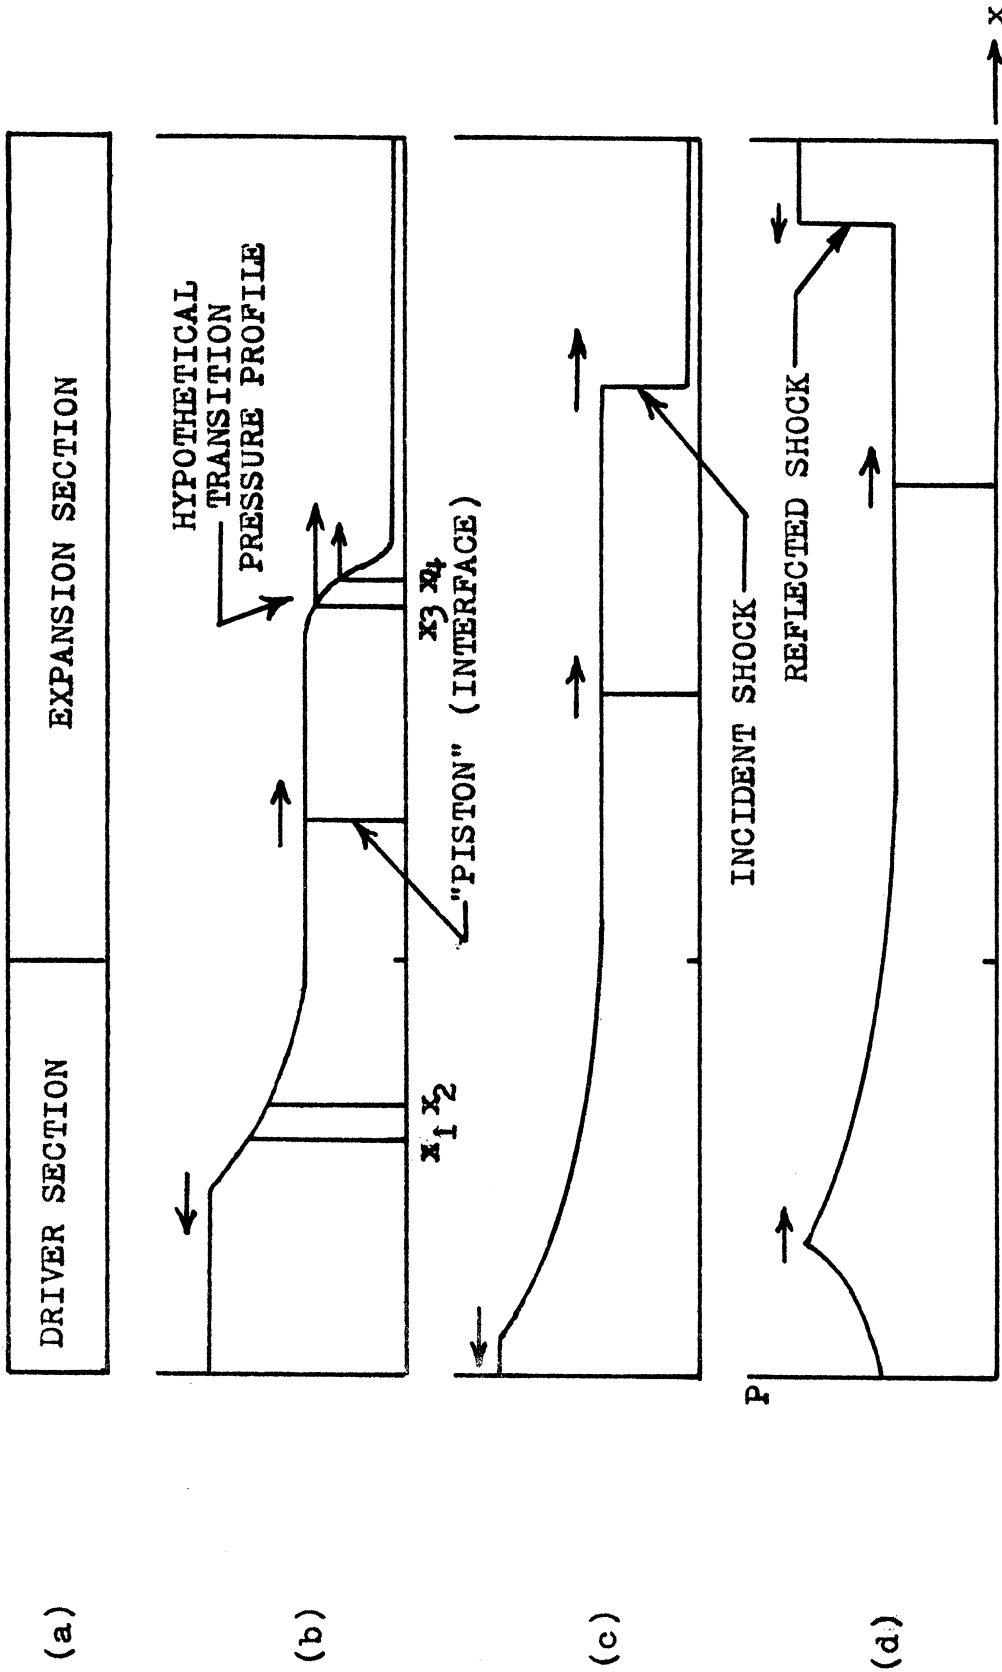 (a)
DRIVER SECTION
EXPANSION SECTION
(b)
HYPOTHETICAL
TRANSITION
PRESSURE PROFILE
x1 x2
x3 x4
"PISTON" (INTERFACE)
(c)
INCIDENT SHOCK
(d)
P
REFLECTED SHOCK
x